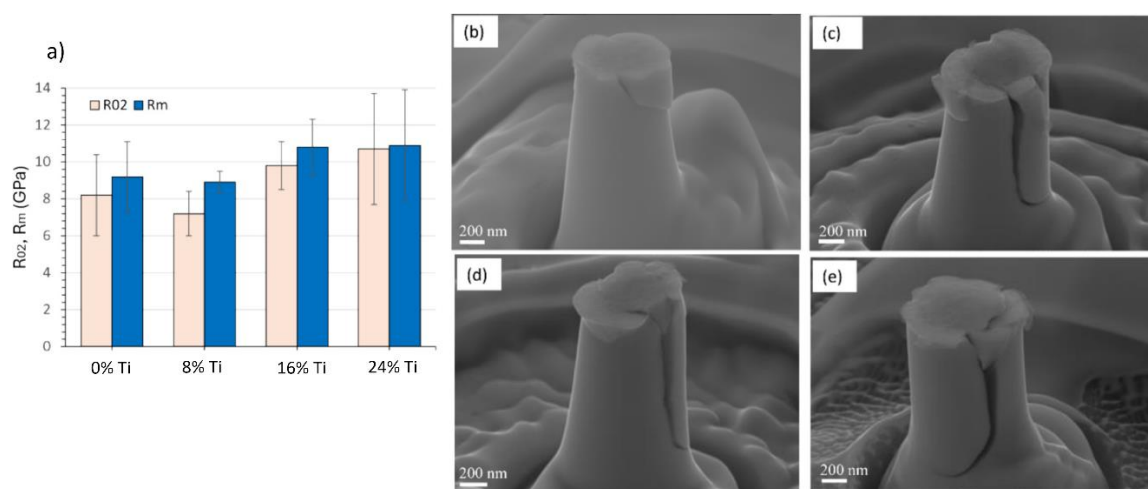 a)
14
12
10
8
6
4
2
0
R02, Rm (GPa)
R02 Rm
0% Ti 8% Ti 16% Ti 24% Ti
(b)
200 nm
(c)
200 nm
(d)
200 nm
(e)
200 nm